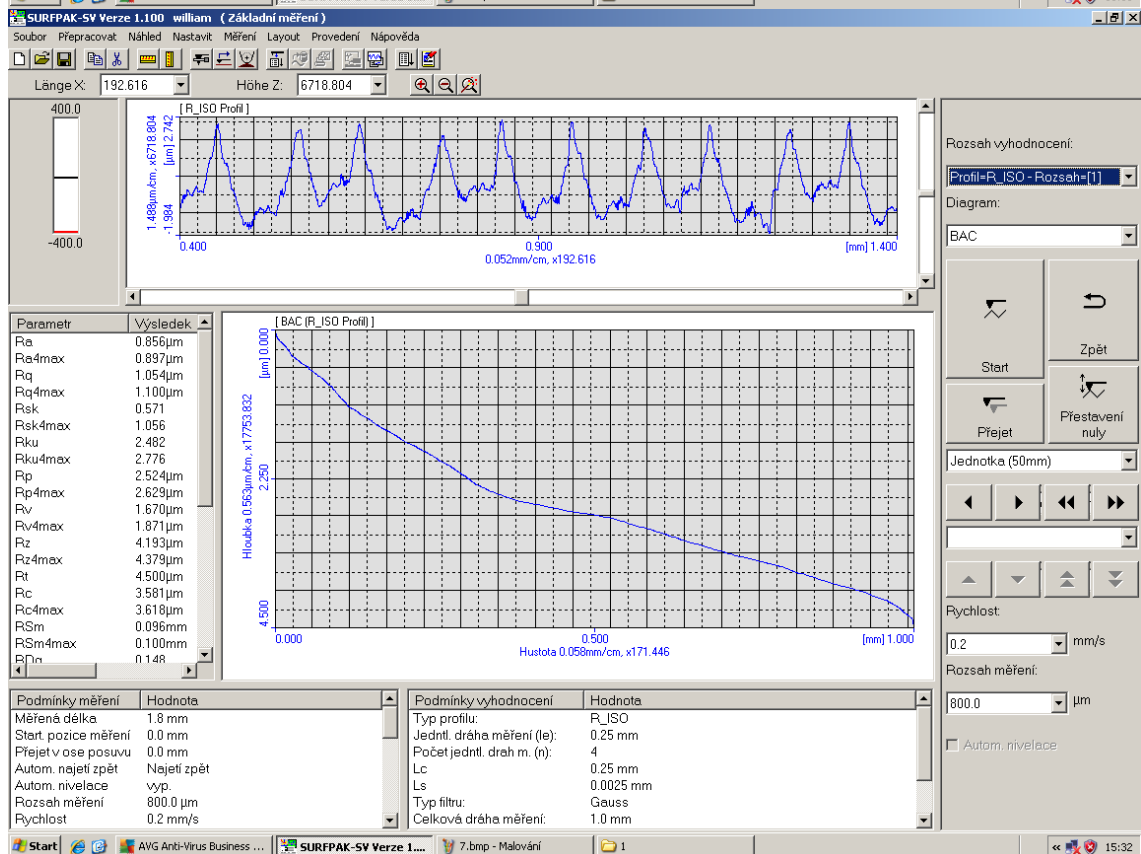 SURFPAK-SV Verze 1.100 william ( Základní měření )
Soubor Přepracovat Náhled Nastavit Měření Layout Provedení Nápověda
Länge X: 192.616 Höhe Z: 6718.804
400.0
-400.0
[ R_ISO Profil ]
1.488µm/cm, x6718.804
-1.984 [µm] 2.742
0.400 0.900 [mm] 1.400
0.052mm/cm, x192.616
Parametr Výsledek
Ra 0.856µm
Ra4max 0.897µm
Rq 1.054µm
Rq4max 1.100µm
Rsk 0.571
Rsk4max 1.056
Rku 2.482
Rku4max 2.776
Rp 2.524µm
Rp4max 2.629µm
Rv 1.670µm
Rv4max 1.871µm
Rz 4.193µm
Rz4max 4.379µm
Rt 4.500µm
Rc 3.581µm
Rc4max 3.618µm
RSm 0.096mm
RSm4max 0.100mm
RDq 0.148
[ BAC (R_ISO Profil) ]
Hloubka 0.563µm/cm, x17753.832
4.500 2.250 [µm] 0.000
0.000 0.500 [mm] 1.000
Hustota 0.058mm/cm, x171.446
Rozsah vyhodnocení:
Profil=R_ISO - Rozsah=[1]
Diagram:
BAC
Start
Zpět
Přejet
Přestavení
nuly
Jednotka (50mm)
Rychlost:
0.2 mm/s
Rozsah měření:
800.0 µm
Autom. nivelace
Podmínky měření Hodnota
Měřená délka 1.8 mm
Start. pozice měření 0.0 mm
Přejet v ose posuvu 0.0 mm
Autom. najetí zpět Najetí zpět
Autom. nivelace vyp.
Rozsah měření 800.0 µm
Rychlost 0.2 mm/s
Podmínky vyhodnocení Hodnota
Typ profilu: R_ISO
Jedntl. dráha měření (le): 0.25 mm
Počet jedntl. drah m. (n): 4
Lc 0.25 mm
Ls 0.0025 mm
Typ filtru: Gauss
Celková dráha měření: 1.0 mm
Start AVG Anti-Virus Business ... SURFPAK-SV Verze 1.... 7.bmp - Malování 1 15:32